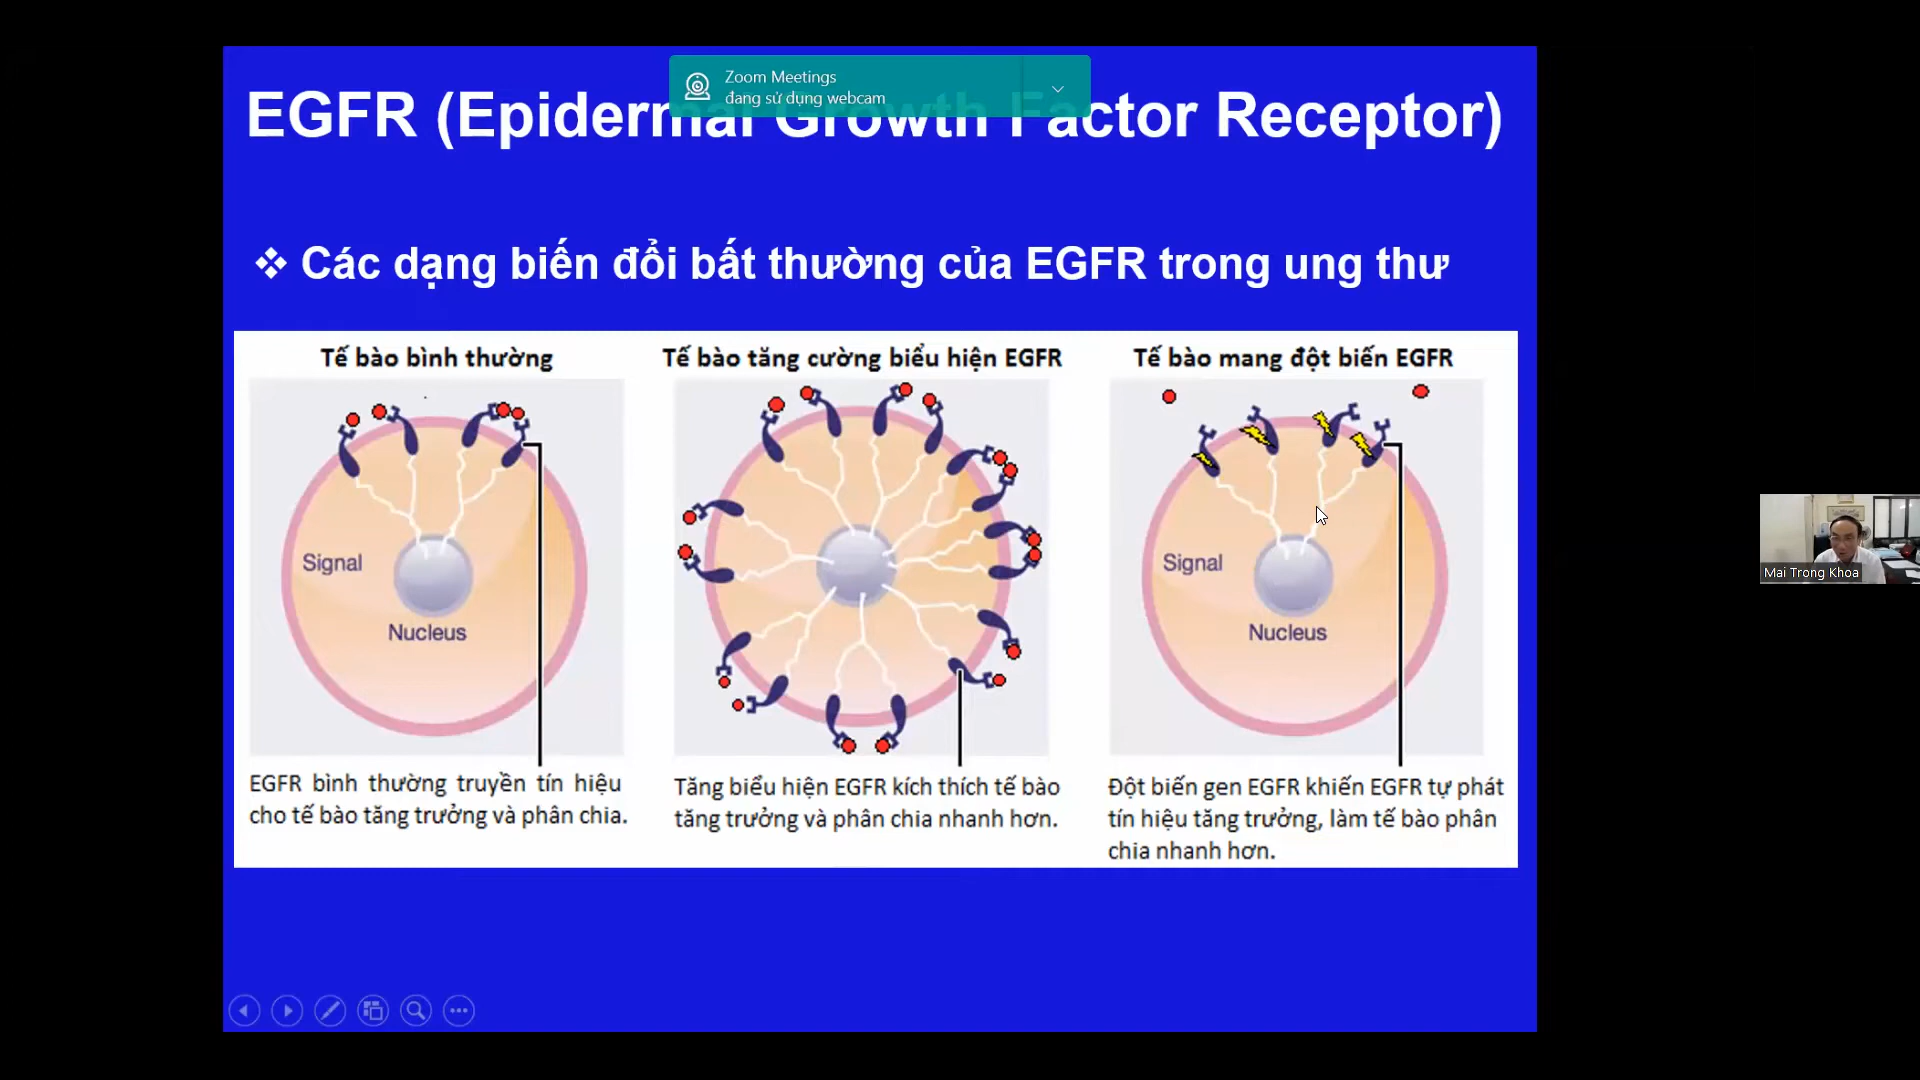 Zoom Meetings
đang sử dụng webcam
EGFR (Epidermal Growth Factor Receptor)
❖ Các dạng biến đổi bất thường của EGFR trong ung thư
Tế bào bình thường
Signal
Nucleus
EGFR bình thường truyền tín hiệu
cho tế bào tăng trưởng và phân chia.
Tế bào tăng cường biểu hiện EGFR
Tăng biểu hiện EGFR kích thích tế bào
tăng trưởng và phân chia nhanh hơn.
Tế bào mang đột biến EGFR
Signal
Nucleus
Đột biến gen EGFR khiến EGFR tự phát
tín hiệu tăng trưởng, làm tế bào phân
chia nhanh hơn.
Mai Trong Khoa